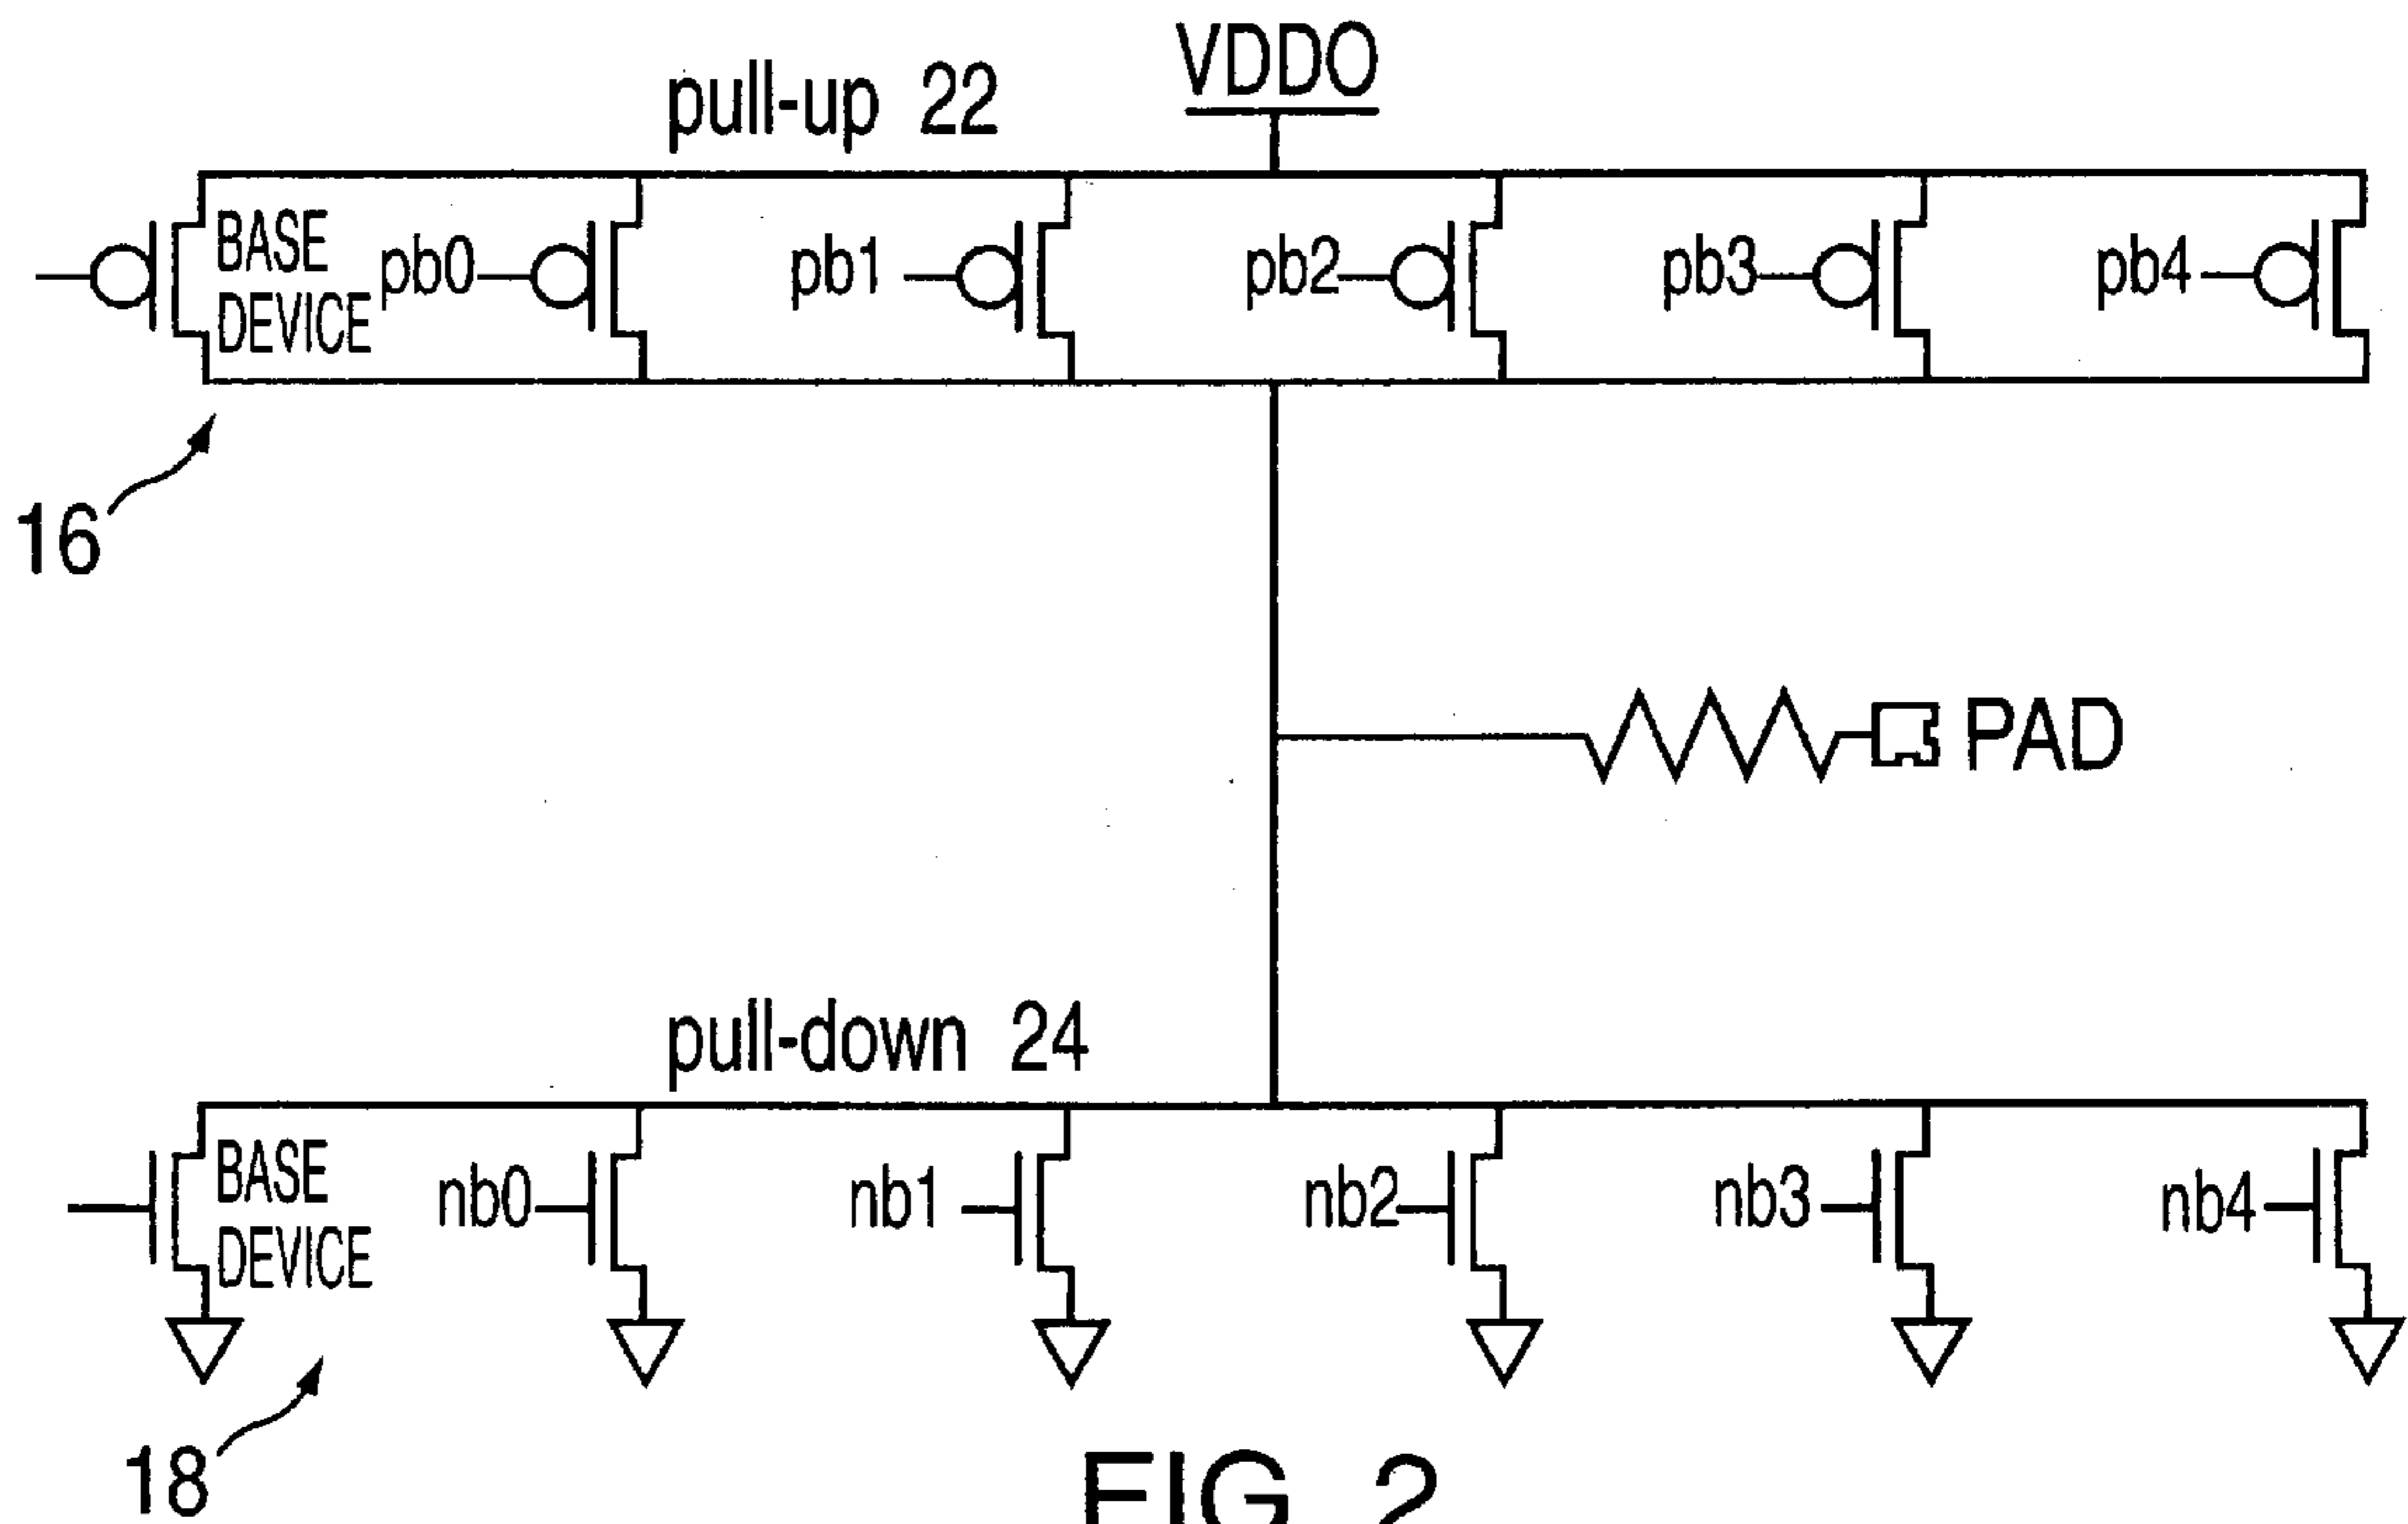 VDDO
pull-up 22
BASE
DEVICE
pb0
pb1
pb2
pb3
pb4
16
PAD
pull-down 24
BASE
DEVICE
nb0
nb1
nb2
nb3
nb4
18
FIG. 2